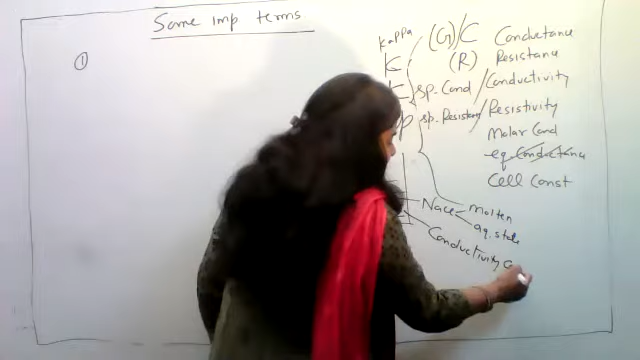 Some imp terms
①
kappa
(G)/C Conductance
K (R) Resistance
K sp. Cond/Conductivity
ρ sp. Resistany/Resistivity
Molar Cond
eq. Conductance
Cell Const
Nacl molten
aq. state
Conductivity C